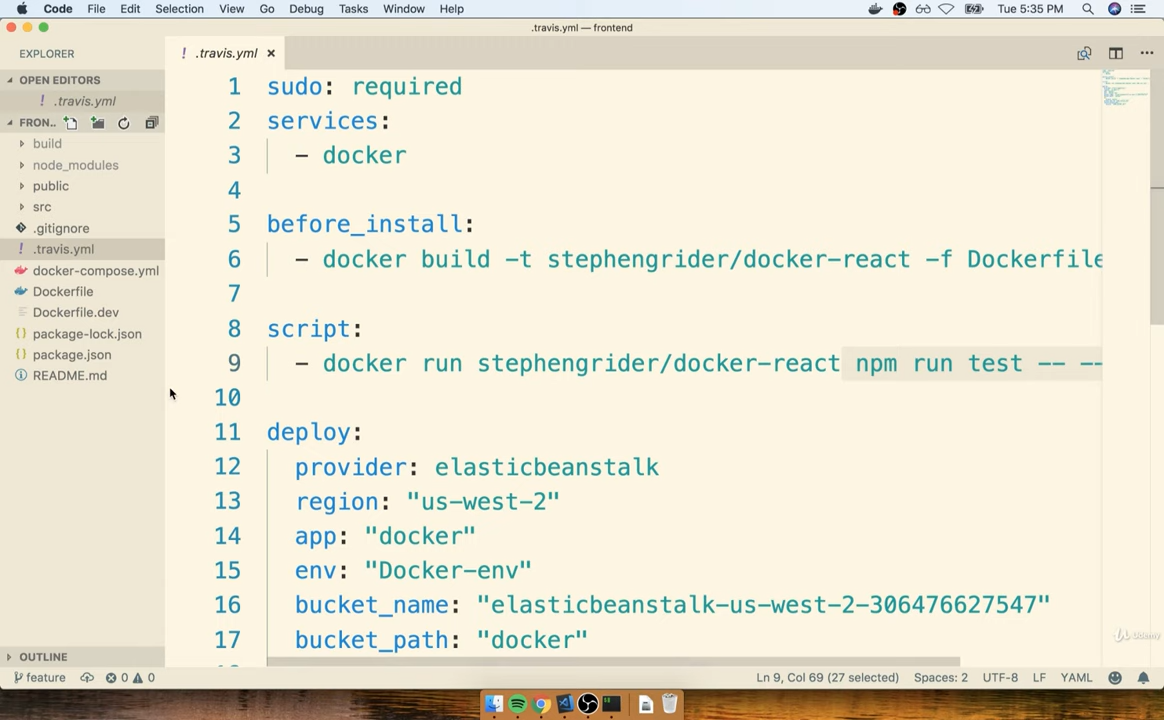 Code File Edit Selection View Go Debug Tasks Window Help Tue 5:35 PM
.travis.yml — frontend
EXPLORER
! .travis.yml ×
OPEN EDITORS
! .travis.yml
FRON..
build
node_modules
public
src
.gitignore
! .travis.yml
docker-compose.yml
Dockerfile
Dockerfile.dev
{} package-lock.json
{} package.json
README.md
OUTLINE
1 sudo: required
2 services:
3 - docker
4
5 before_install:
6 - docker build -t stephengrider/docker-react -f Dockerfile
7
8 script:
9 - docker run stephengrider/docker-react npm run test -- --
10
11 deploy:
12 provider: elasticbeanstalk
13 region: "us-west-2"
14 app: "docker"
15 env: "Docker-env"
16 bucket_name: "elasticbeanstalk-us-west-2-306476627547"
17 bucket_path: "docker"
Udemy
feature 0 0 Ln 9, Col 69 (27 selected) Spaces: 2 UTF-8 LF YAML